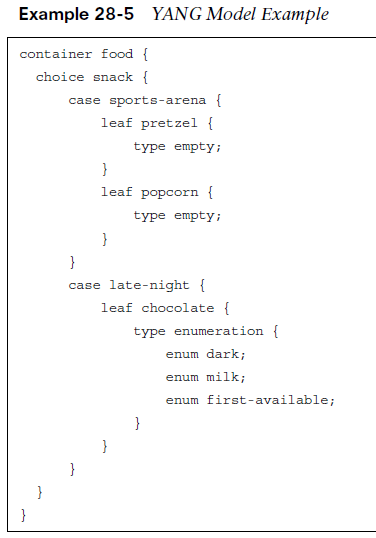 Example 28-5 YANG Model Example
container food {
choice snack {
case sports-arena {
leaf pretzel {
type empty;
}
leaf popcorn {
type empty;
}
}
case late-night {
leaf chocolate {
type enumeration {
enum dark;
enum milk;
enum first-available;
}
}
}
}
}